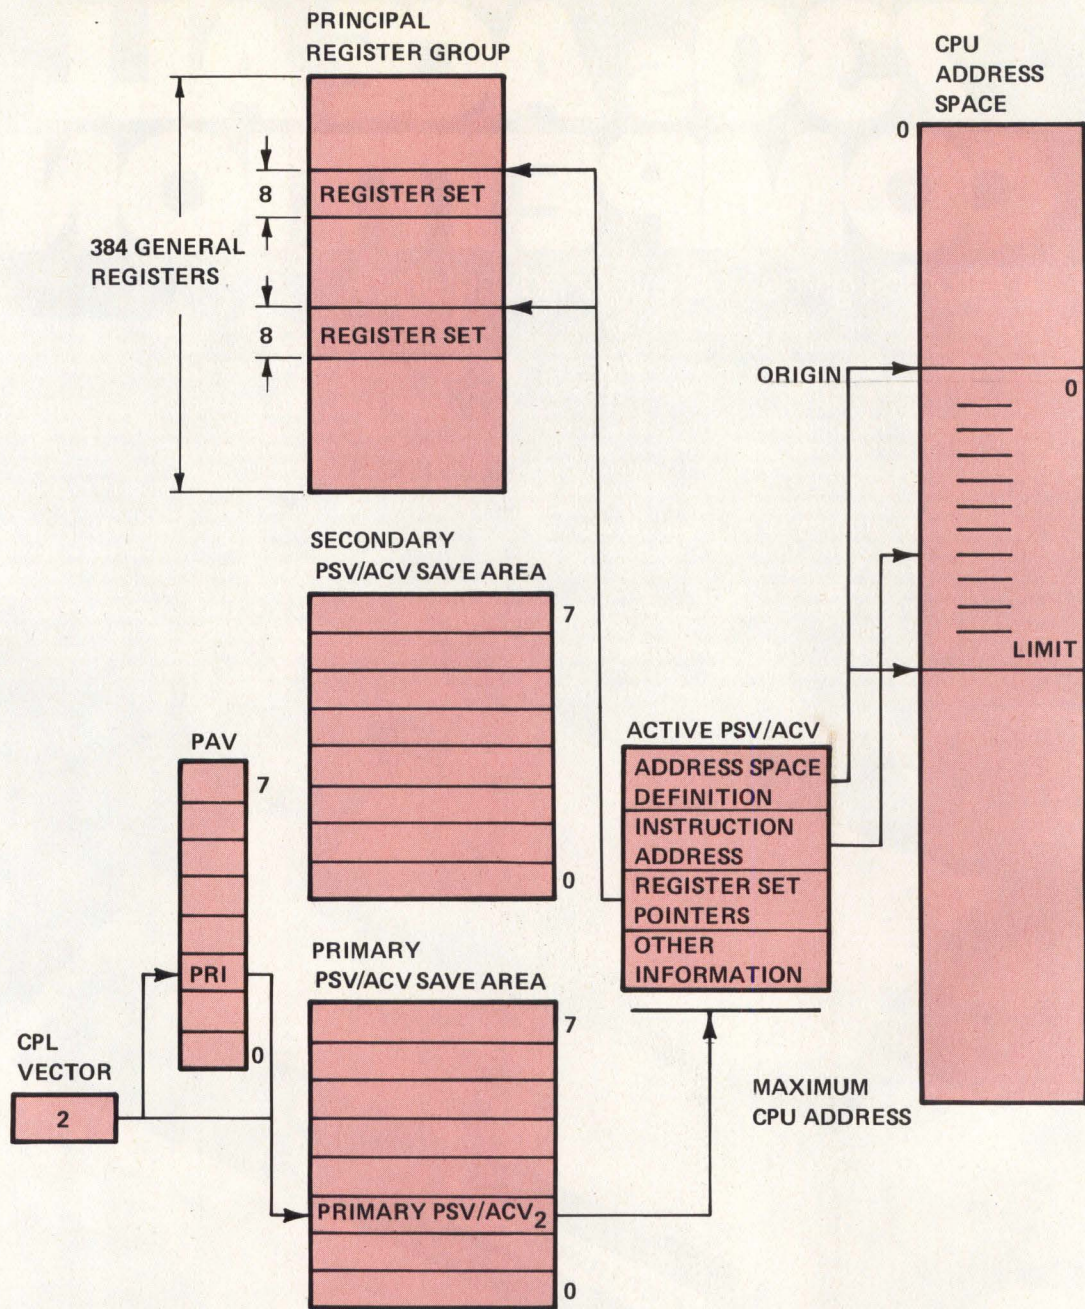 PRINCIPAL
REGISTER GROUP
8
REGISTER SET
384 GENERAL
REGISTERS
8
REGISTER SET
CPU
ADDRESS
SPACE
0
ORIGIN
0
LIMIT
SECONDARY
PSV/ACV SAVE AREA
7
0
PAV
7
PRI
0
CPL
VECTOR
2
PRIMARY
PSV/ACV SAVE AREA
7
PRIMARY PSV/ACV2
0
ACTIVE PSV/ACV
ADDRESS SPACE
DEFINITION
INSTRUCTION
ADDRESS
REGISTER SET
POINTERS
OTHER
INFORMATION
MAXIMUM
CPU ADDRESS